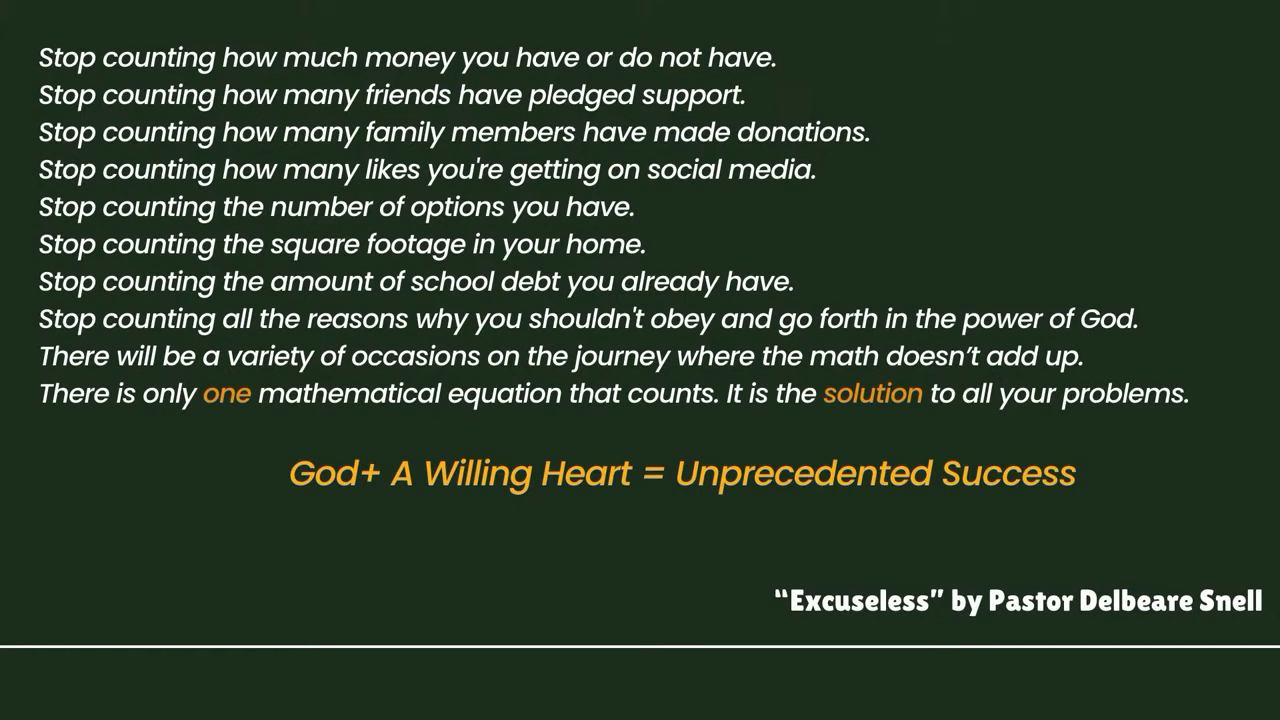 Stop counting how much money you have or do not have.
Stop counting how many friends have pledged support.
Stop counting how many family members have made donations.
Stop counting how many likes you're getting on social media.
Stop counting the number of options you have.
Stop counting the square footage in your home.
Stop counting the amount of school debt you already have.
Stop counting all the reasons why you shouldn't obey and go forth in the power of God.
There will be a variety of occasions on the journey where the math doesn’t add up.
There is only one mathematical equation that counts. It is the solution to all your problems.
God+ A Willing Heart = Unprecedented Success
“Excuseless” by Pastor Delbeare Snell